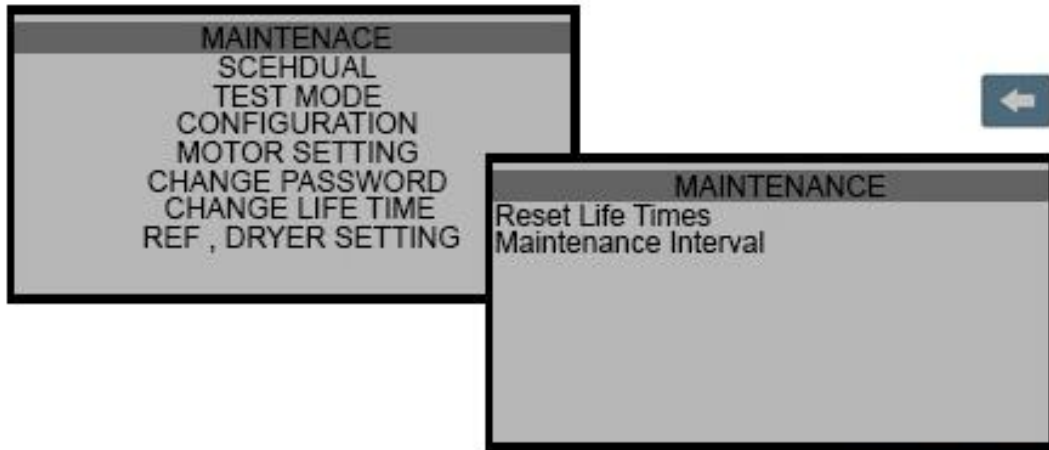 MAINTENACE
SCEHDUAL
TEST MODE
CONFIGURATION
MOTOR SETTING
CHANGE PASSWORD
CHANGE LIFE TIME
REF , DRYER SETTING
MAINTENANCE
Reset Life Times
Maintenance Interval